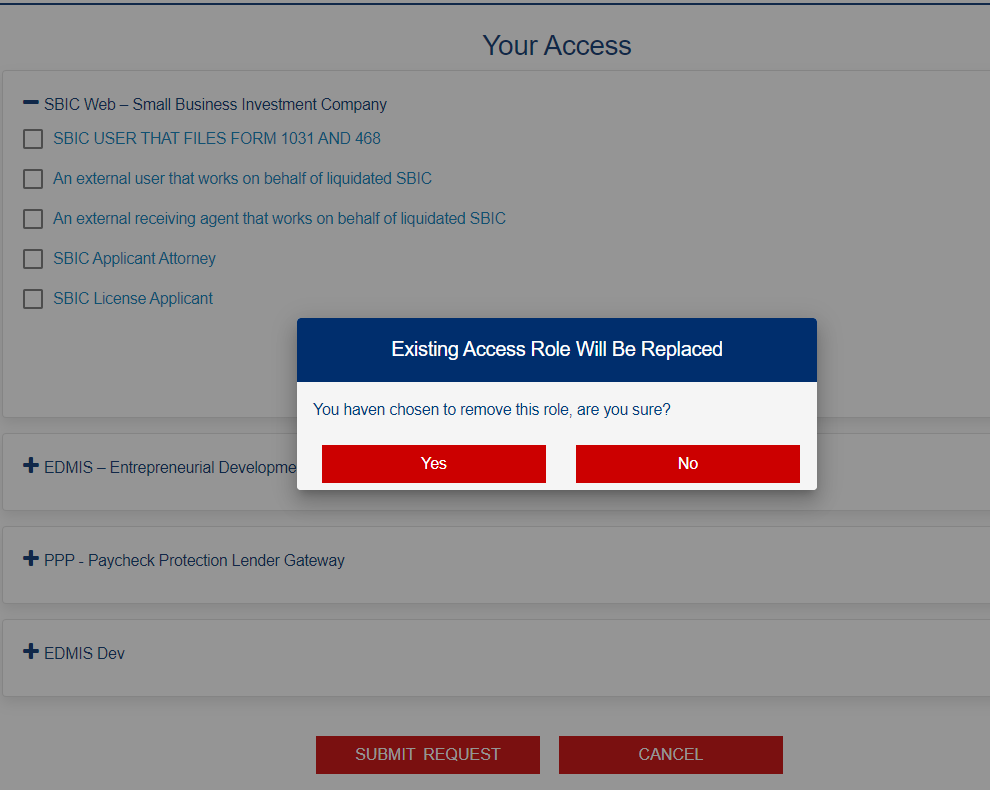 Your Access
SBIC Web – Small Business Investment Company
SBIC USER THAT FILES FORM 1031 AND 468
An external user that works on behalf of liquidated SBIC
An external receiving agent that works on behalf of liquidated SBIC
SBIC Applicant Attorney
SBIC License Applicant
Existing Access Role Will Be Replaced
You haven chosen to remove this role, are you sure?
Yes No
EDMIS – Entrepreneurial Developme
PPP - Paycheck Protection Lender Gateway
EDMIS Dev
SUBMIT REQUEST CANCEL